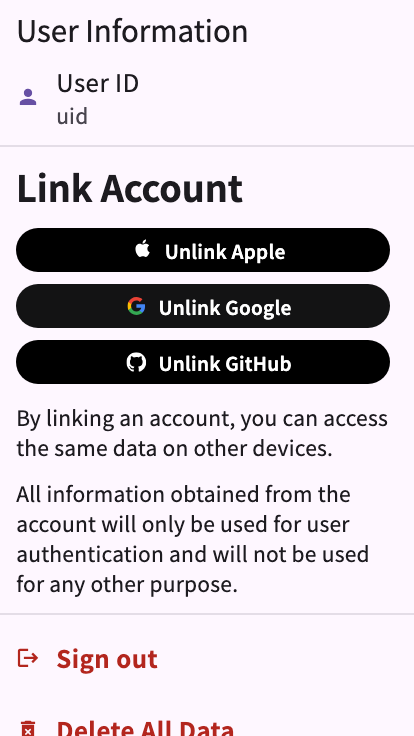 User Information
User ID
uid
Link Account
Unlink Apple
Unlink Google
Unlink GitHub
By linking an account, you can access
the same data on other devices.
All information obtained from the
account will only be used for user
authentication and will not be used
for any other purpose.
Sign out
Delete All Data